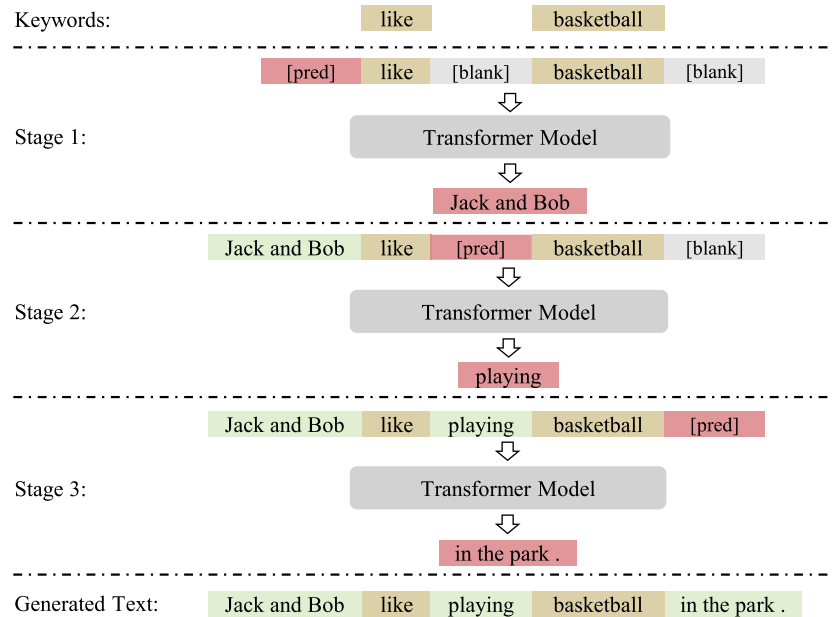 Keywords: like basketball
[pred] like [blank] basketball [blank]
Stage 1: Transformer Model
Jack and Bob
Jack and Bob like [pred] basketball [blank]
Stage 2: Transformer Model
playing
Jack and Bob like playing basketball [pred]
Stage 3: Transformer Model
in the park .
Generated Text: Jack and Bob like playing basketball in the park .